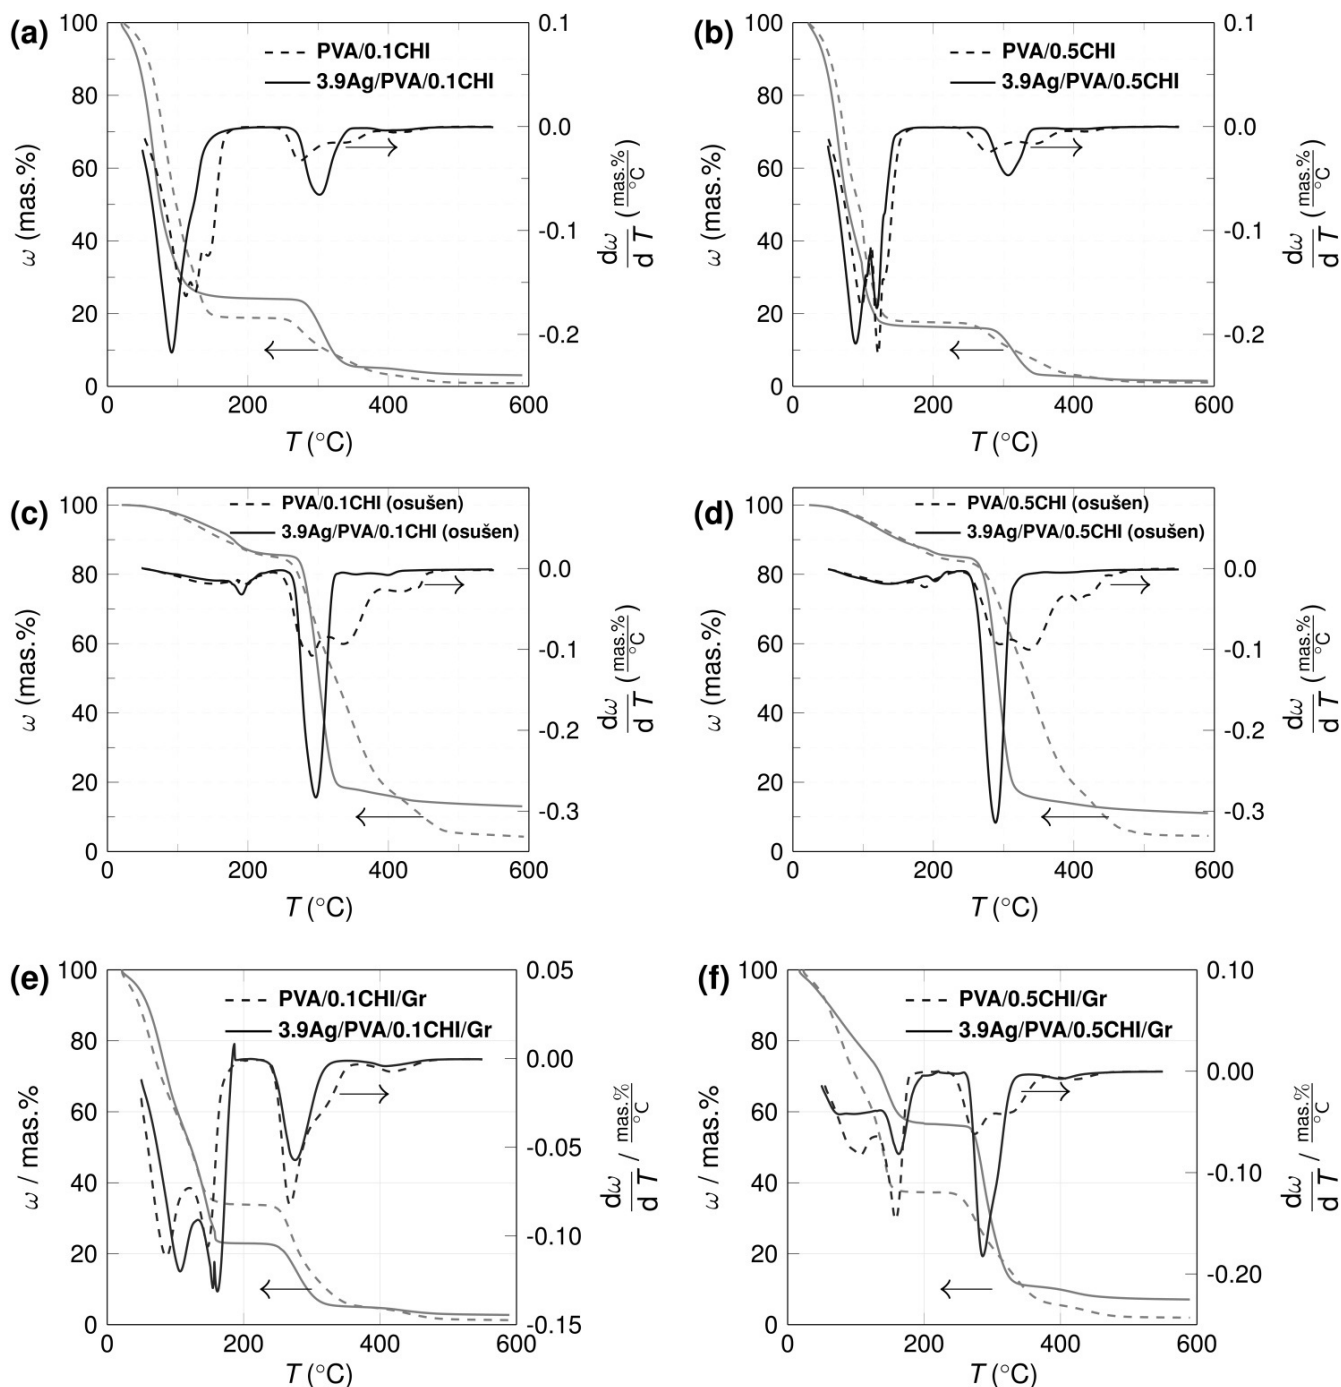 (a)
PVA/0.1CHI
3.9Ag/PVA/0.1CHI
100
80
60
40
20
0
ω (mas.%)
0.1
0.0
-0.1
-0.2
dω/d T (mas.%/°C)
0 200 400 600
T (°C)
(b)
PVA/0.5CHI
3.9Ag/PVA/0.5CHI
100
80
60
40
20
0
ω (mas.%)
0.1
0.0
-0.1
-0.2
dω/d T (mas.%/°C)
0 200 400 600
T (°C)
(c)
PVA/0.1CHI (osušen)
3.9Ag/PVA/0.1CHI (osušen)
100
80
60
40
20
0
ω (mas.%)
0.0
-0.1
-0.2
-0.3
dω/d T (mas.%/°C)
0 200 400 600
T (°C)
(d)
PVA/0.5CHI (osušen)
3.9Ag/PVA/0.5CHI (osušen)
100
80
60
40
20
0
ω (mas.%)
0.0
-0.1
-0.2
-0.3
dω/d T (mas.%/°C)
0 200 400 600
T (°C)
(e)
PVA/0.1CHI/Gr
3.9Ag/PVA/0.1CHI/Gr
100
80
60
40
20
0
ω / mas.%
0.05
0.00
-0.05
-0.10
-0.15
dω/d T / mas.%/°C
0 200 400 600
T (°C)
(f)
PVA/0.5CHI/Gr
3.9Ag/PVA/0.5CHI/Gr
100
80
60
40
20
0
ω / mas.%
0.10
0.00
-0.10
-0.20
dω/d T / mas.%/°C
0 200 400 600
T (°C)